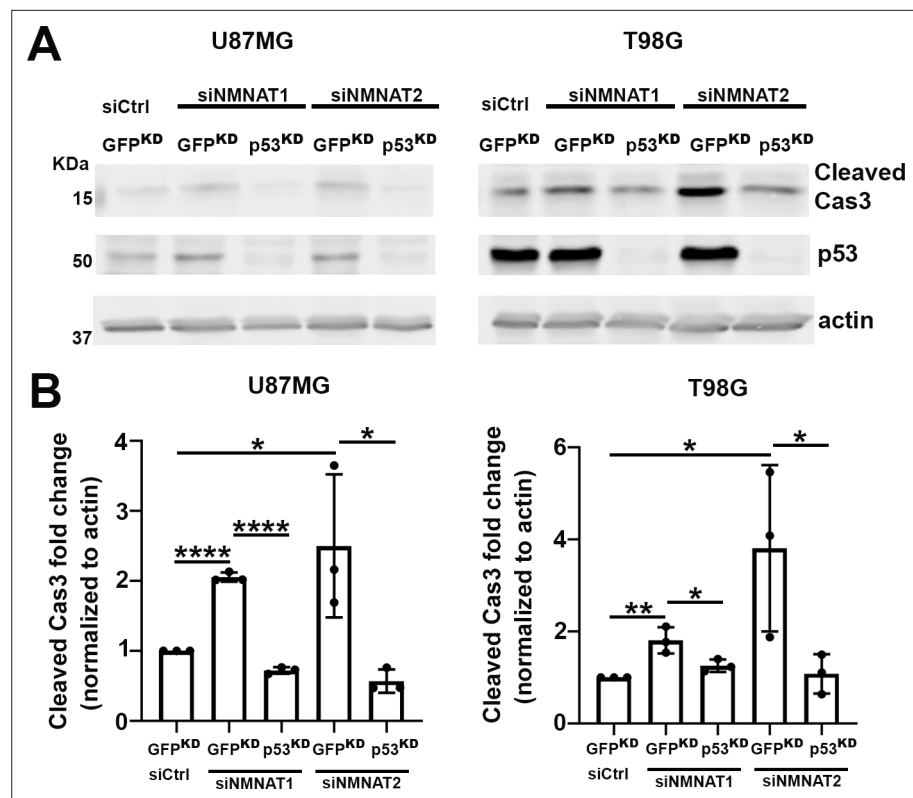 A
U87MG
T98G
siCtrl siNMNAT1 siNMNAT2
siCtrl siNMNAT1 siNMNAT2
GFPKD GFPKD p53KD GFPKD p53KD
GFPKD GFPKD p53KD GFPKD p53KD
KDa
15
Cleaved
Cas3
50
p53
37
actin
B
U87MG
Cleaved Cas3 fold change
(normalized to actin)
4
3
2
1
0
*
*
****
****
GFPKD GFPKD p53KD GFPKD p53KD
siCtrl siNMNAT1 siNMNAT2
T98G
Cleaved Cas3 fold change
(normalized to actin)
6
4
2
0
*
*
**
*
GFPKD GFPKD p53KD GFPKD p53KD
siCtrl siNMNAT1 siNMNAT2